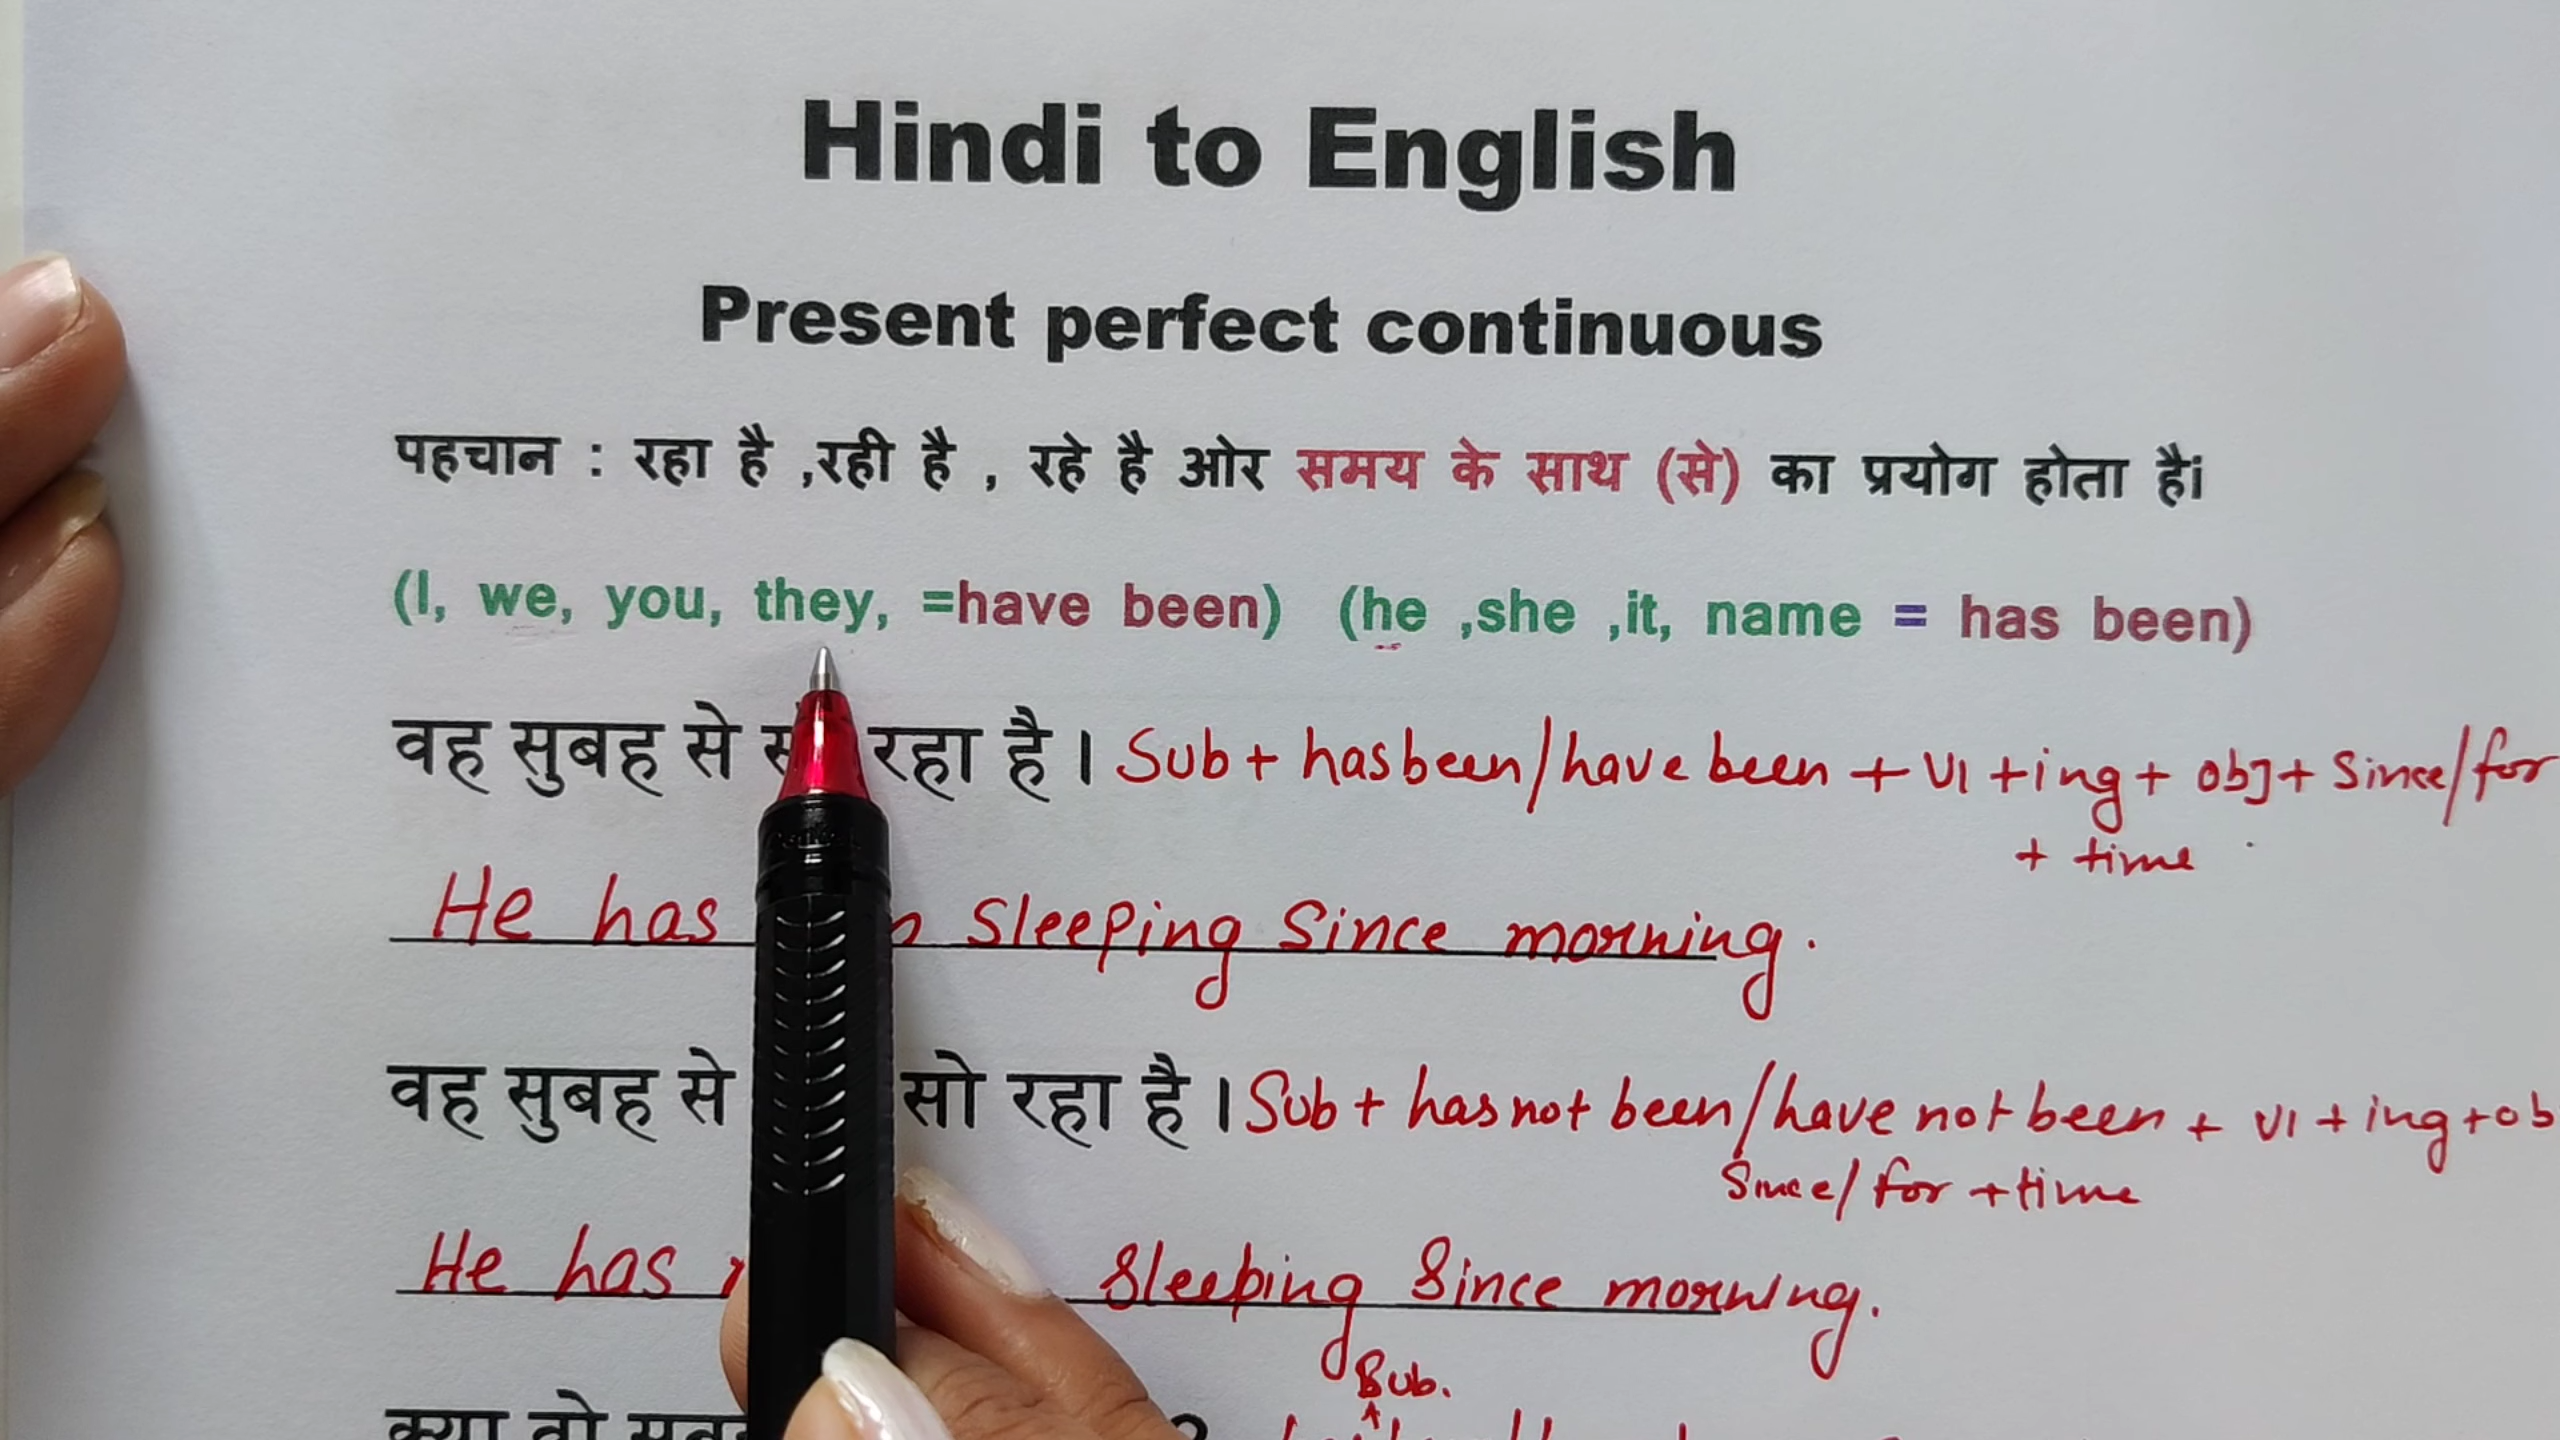 Hindi to English
Present perfect continuous
पहचान : रहा है ,रही है , रहे है ओर समय के साथ (से) का प्रयोग होता हैi
(I, we, you, they, =have been) (he ,she ,it, name = has been)
वह सुबह से रहा है । Sub + has been/have been + V1 + ing + obj + Since/for
+ time
He has Sleeping Since morning.
वह सुबह से सो रहा है । Sub + has not been/have not been + V1 + ing + ob
Since/for + time
He has Sleeping Since morning.
Sub.
क्या वो